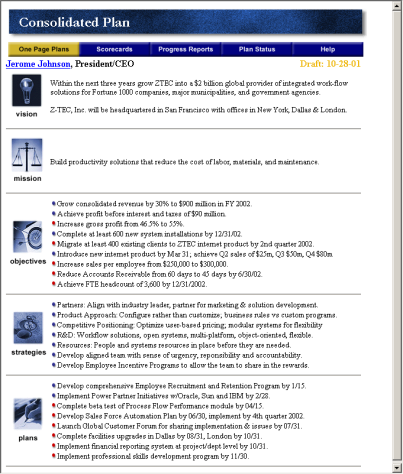 Consolidated Plan
One Page Plans Scorecards Progress Reports Plan Status Help
Jerome Johnson, President/CEO Draft: 10-28-01
Within the next three years grow ZTEC into a $2 billion global provider of integrated work-flow
solutions for Fortune 1000 companies, major municipalities, and government agencies.
Z-TEC, Inc. will be headquartered in San Francisco with offices in New York, Dallas & London.
vision
Build productivity solutions that reduce the cost of labor, materials, and maintenance.
mission
Grow consolidated revenue by 30% to $900 million in FY 2002.
Achieve profit before interest and taxes of $90 million.
Increase gross profit from 46.5% to 55%.
Complete at least 600 new system installations by 12/31/02.
Migrate at least 400 existing clients to ZTEC internet product by 2nd quarter 2002.
Introduce new internet product by Mar 31; achieve Q2 sales of $25m, Q3 $50m, Q4 $80m
Increase sales per employee from $250,000 to $300,000.
Reduce Accounts Receivable from 60 days to 45 days by 6/30/02.
Achieve FTE headcount of 3,600 by 12/31/2002.
objectives
Partners: Align with industry leader, partner for marketing & solution development.
Product Approach: Configure rather than customize, business rules vs custom programs.
Competitive Positioning: Optimize user-based pricing; modular systems for flexibility
R&D: Workflow solutions, open systems, multi-platform, object-oriented, flexible.
Resources: People and systems resources in place before they are needed.
Develop aligned team with sense of urgency, reponsibility and accountability.
Develop Employee Incentive Programs to allow the team to share in the rewards.
strategies
Develop comprehensive Employee Recruitment and Retention Program by 1/15.
Implement Power Partner Initiatives w/Oracle, Sun and IBM by 2/28.
Complete beta test of Process Flow Performance module by 04/15.
Develop Sales Force Automation Plan by 06/30, implement by 4th quarter 2002.
Launch Global Customer Forum for sharing implementation & issues by 07/31.
Complete facilities upgrades in Dallas by 08/31, London by 10/31.
Implement financial reporting system at project/dept level by 10/31.
Implement professional skills development program by 11/30.
plans